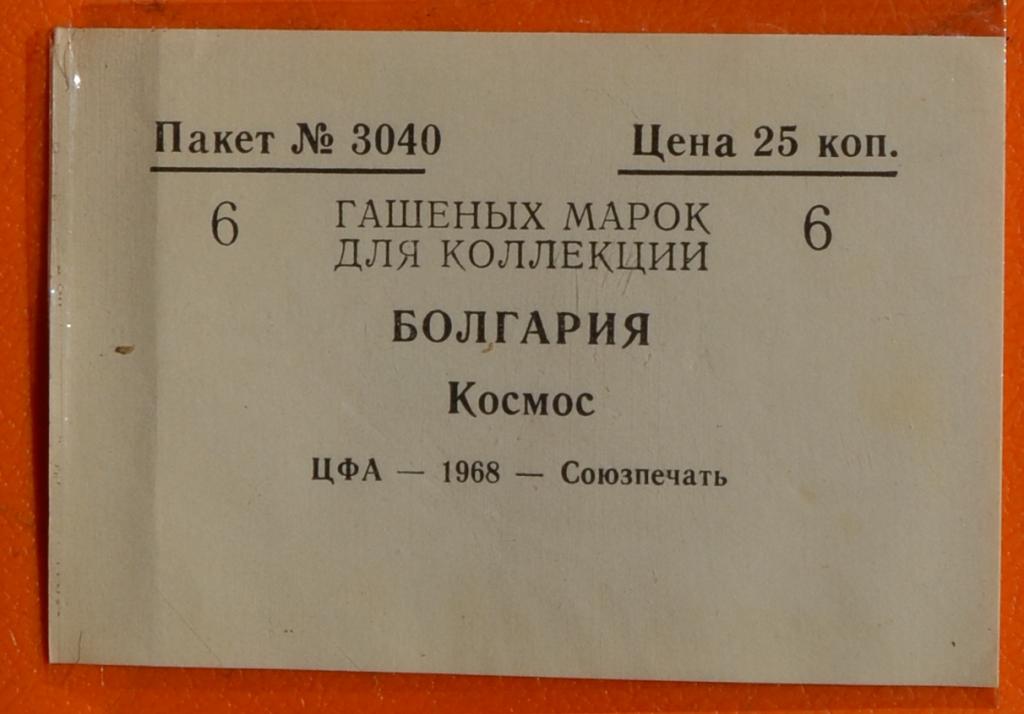 Пакет № 3040 Цена 25 коп.
6 ГАШЕНЫХ МАРОК 6
ДЛЯ КОЛЛЕКЦИИ
БОЛГАРИЯ
Космос
ЦФА — 1968 — Союзпечать